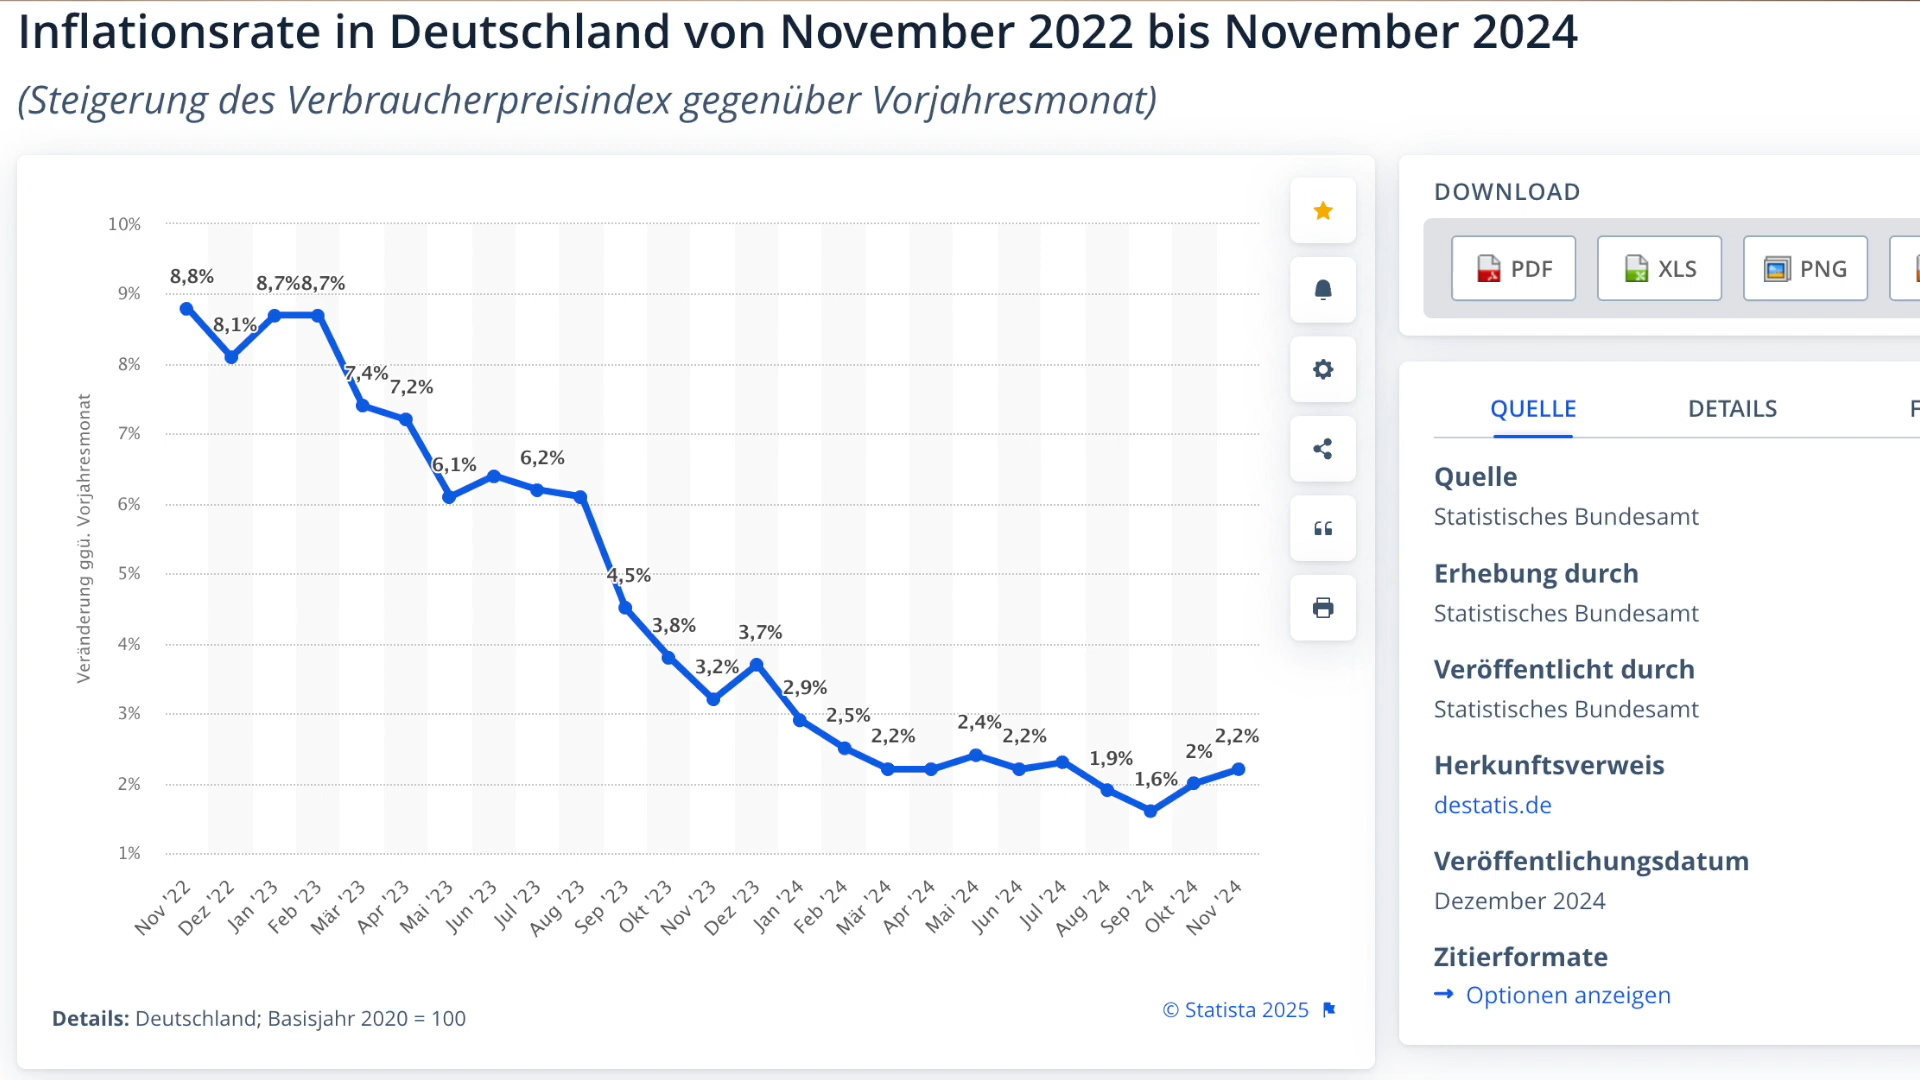 Inflationsrate in Deutschland von November 2022 bis November 2024
(Steigerung des Verbraucherpreisindex gegenüber Vorjahresmonat)
Veränderung ggü. Vorjahresmonat
10%
9%
8%
7%
6%
5%
4%
3%
2%
1%
8,8%
8,1%
8,7%
8,7%
7,4%
7,2%
6,1%
6,2%
4,5%
3,8%
3,2%
3,7%
2,9%
2,5%
2,2%
2,4%
2,2%
1,9%
1,6%
2%
2,2%
Nov '22
Dez '22
Jan '23
Feb '23
Mär '23
Apr '23
Mai '23
Jun '23
Jul '23
Aug '23
Sep '23
Okt '23
Nov '23
Dez '23
Jan '24
Feb '24
Mär '24
Apr '24
Mai '24
Jun '24
Jul '24
Aug '24
Sep '24
Okt '24
Nov '24
Details: Deutschland; Basisjahr 2020 = 100
© Statista 2025
DOWNLOAD
PDF
XLS
PNG
QUELLE
DETAILS
F
Quelle
Statistisches Bundesamt
Erhebung durch
Statistisches Bundesamt
Veröffentlicht durch
Statistisches Bundesamt
Herkunftsverweis
destatis.de
Veröffentlichungsdatum
Dezember 2024
Zitierformate
→ Optionen anzeigen